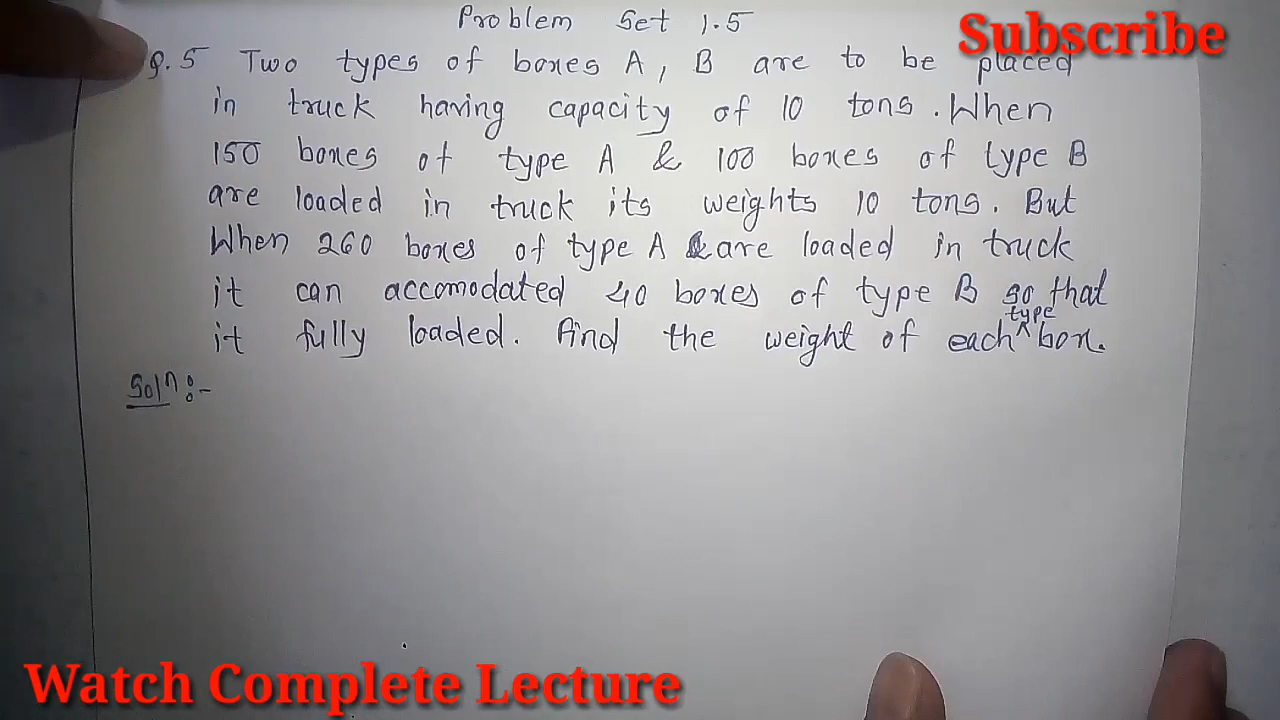 Problem Set 1.5
Subscribe
Q.5 Two types of boxes A, B are to be placed
in truck having capacity of 10 tons. When
150 boxes of type A & 100 boxes of type B
are loaded in truck its weights 10 tons. But
When 260 boxes of type A are loaded in truck
it can accomodated 40 boxes of type B so that
it fully loaded. Find the weight of each type box.
Solⁿ :-
Watch Complete Lecture